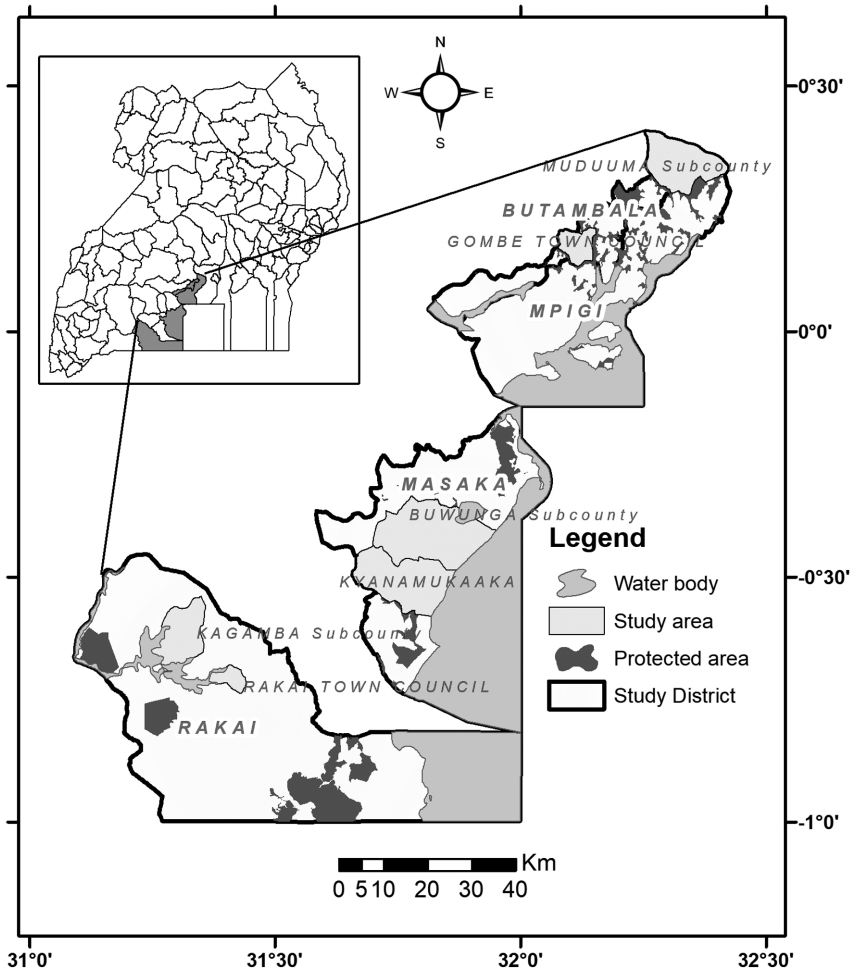 N
W E
S
0°30'
MUDUUMA Subcounty
BUTAMBALA
GOMBE TOWN COUNCIL
MPIGI
0°0'
MASAKA
BUWUNGA Subcounty
Legend
Water body
Study area
Protected area
Study District
-0°30'
KYANAMUKAAKA
KAGAMBA Subcounty
RAKAI TOWN COUNCIL
RAKAI
-1°0'
Km
0 5 10 20 30 40
31°0' 31°30' 32°0' 32°30'